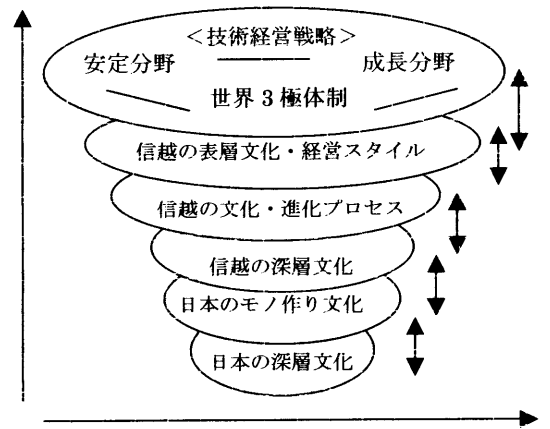 ＜技術経営戦略＞
安定分野
成長分野
世界３極体制
信越の表層文化・経営スタイル
信越の文化・進化プロセス
信越の深層文化
日本のモノ作り文化
日本の深層文化